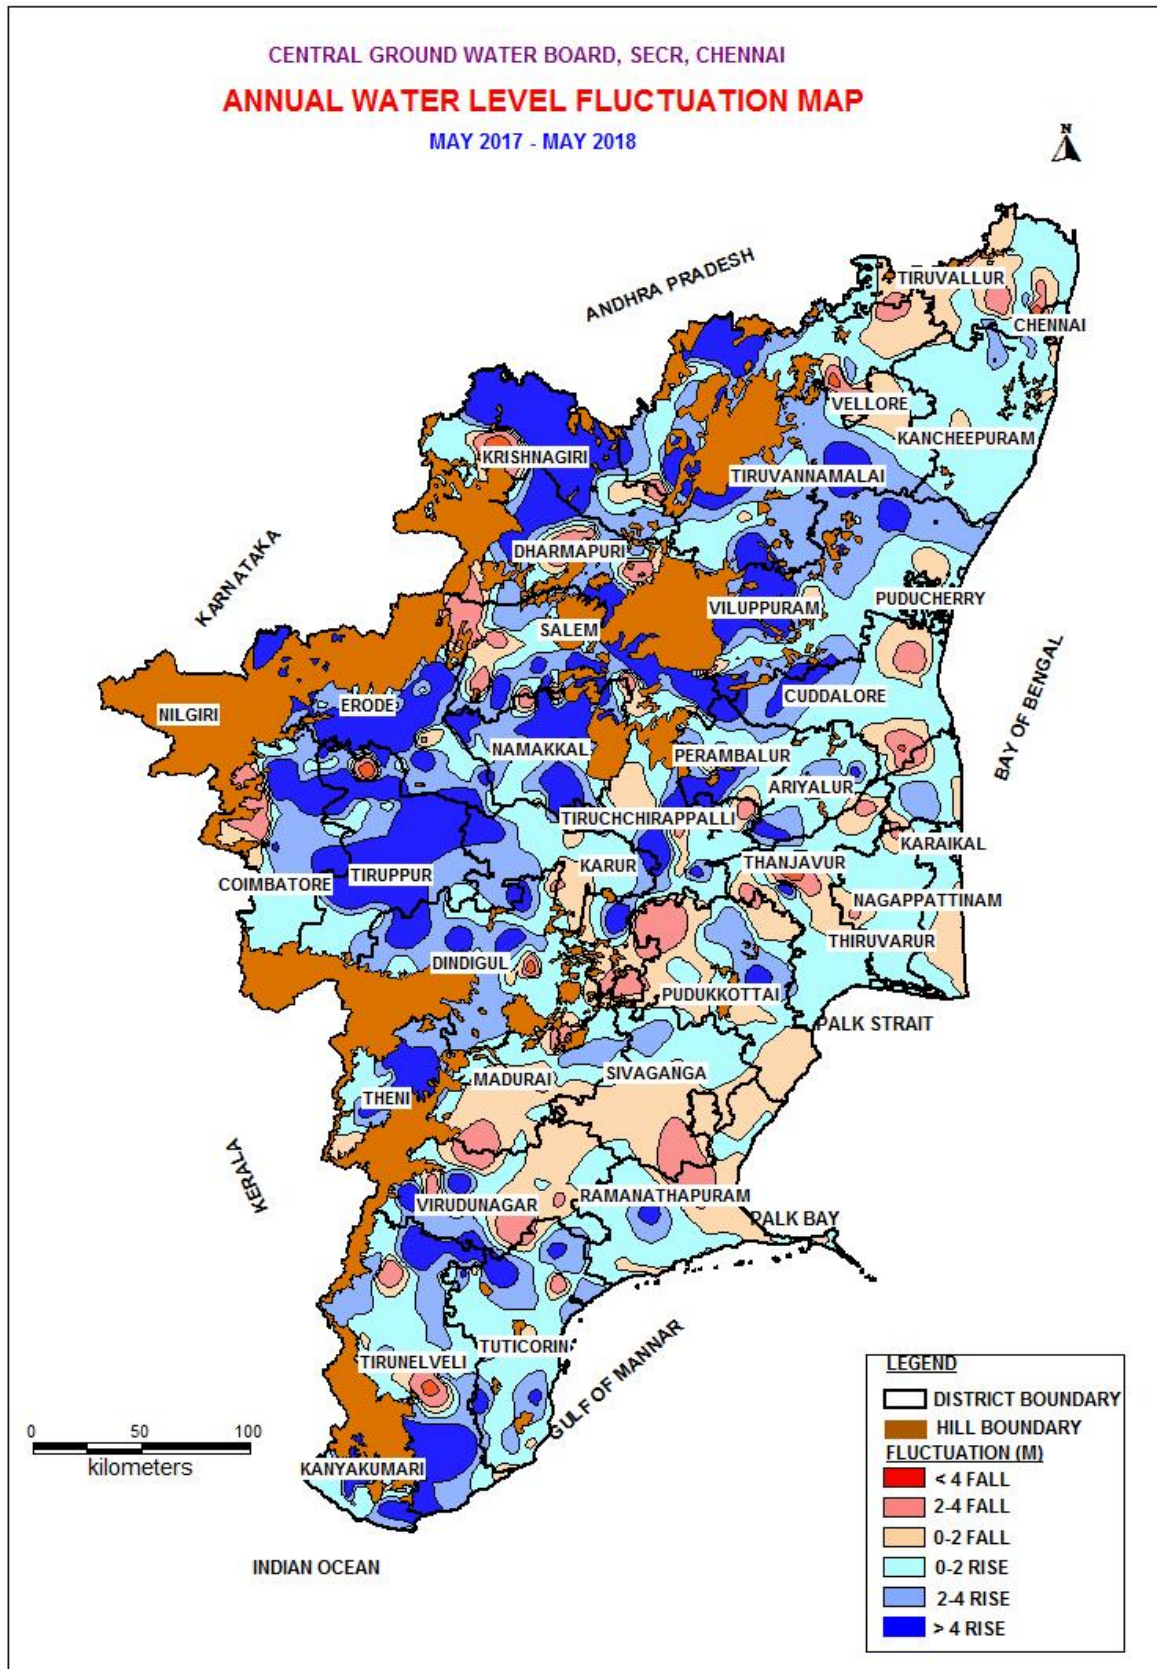 CENTRAL GROUND WATER BOARD, SECR, CHENNAI
ANNUAL WATER LEVEL FLUCTUATION MAP
MAY 2017 - MAY 2018
N
ANDHRA PRADESH
TIRUVALLUR
CHENNAI
VELLORE
KANCHEEPURAM
KRISHNAGIRI
TIRUVANNAMALAI
KARNATAKA
DHARMAPURI
PUDUCHERRY
VILUPPURAM
SALEM
BAY OF BENGAL
CUDDALORE
ERODE
NILGIRI
NAMAKKAL
PERAMBALUR
ARIYALUR
TIRUCHCHIRAPPALLI
KARAIKAL
KARUR
THANJAVUR
COIMBATORE
TIRUPPUR
NAGAPPATTINAM
THIRUVARUR
DINDIGUL
PUDUKKOTTAI
PALK STRAIT
MADURAI
SIVAGANGA
THENI
KERALA
VIRUDUNAGAR
RAMANATHAPURAM
PALK BAY
TUTICORIN
TIRUNELVELI
GULF OF MANNAR
KANYAKUMARI
INDIAN OCEAN
0 50 100
kilometers
LEGEND
DISTRICT BOUNDARY
HILL BOUNDARY
FLUCTUATION (M)
< 4 FALL
2-4 FALL
0-2 FALL
0-2 RISE
2-4 RISE
> 4 RISE